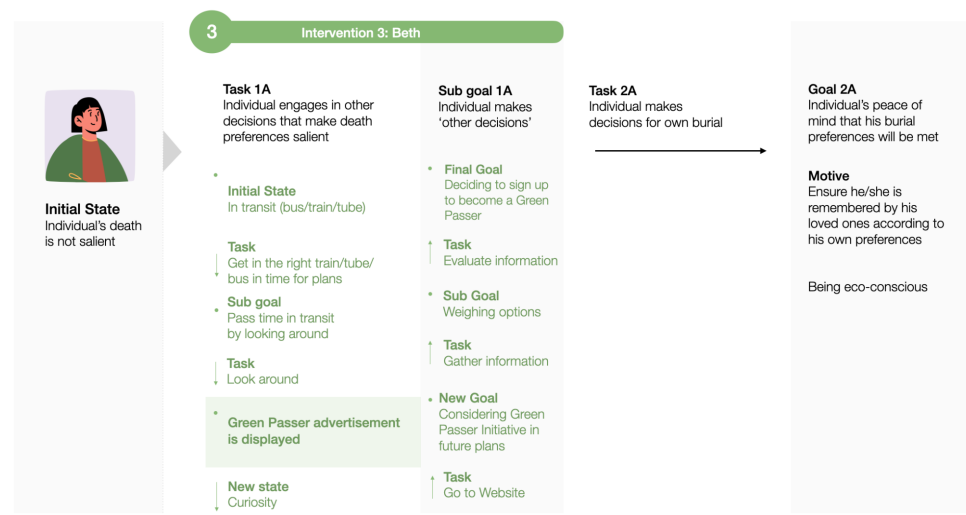 3
Intervention 3: Beth
Initial State
Individual's death
is not salient
Task 1A
Individual engages in other
decisions that make death
preferences salient
Initial State
In transit (bus/train/tube)
Task
Get in the right train/tube/
bus in time for plans
Sub goal
Pass time in transit
by looking around
Task
Look around
Green Passer advertisement
is displayed
New state
Curiosity
Sub goal 1A
Individual makes
‘other decisions’
Final Goal
Deciding to sign up
to become a Green
Passer
Task
Evaluate information
Sub Goal
Weighing options
Task
Gather information
New Goal
Considering Green
Passer Initiative in
future plans
Task
Go to Website
Task 2A
Individual makes
decisions for own burial
Goal 2A
Individual's peace of
mind that his burial
preferences will be met
Motive
Ensure he/she is
remembered by his
loved ones according to
his own preferences
Being eco-conscious